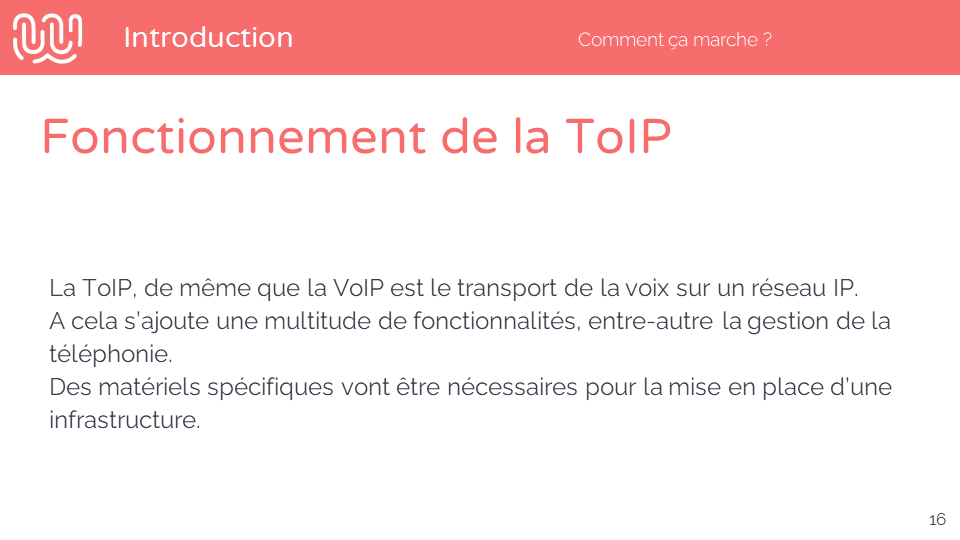 Introduction
Comment ça marche ?
Fonctionnement de la ToIP
La ToIP, de même que la VoIP est le transport de la voix sur un réseau IP.
A cela s'ajoute une multitude de fonctionnalités, entre-autre la gestion de la
téléphonie.
Des matériels spécifiques vont être nécessaires pour la mise en place d'une
infrastructure.
16